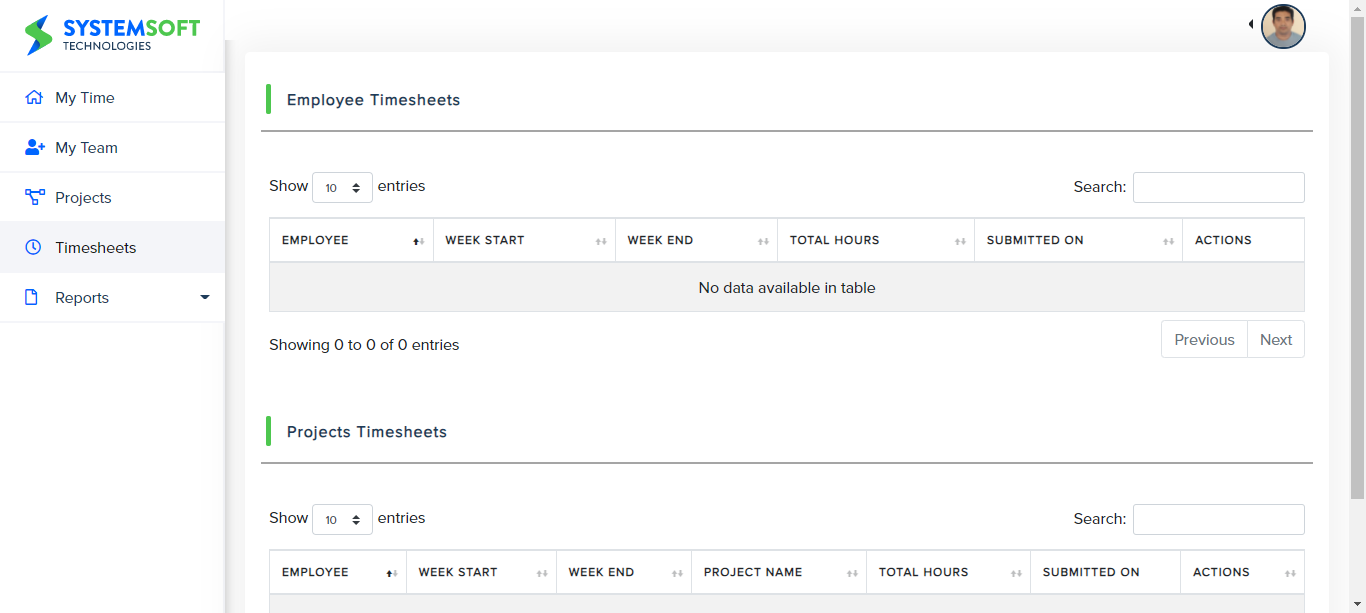 SYSTEMSOFT
TECHNOLOGIES
My Time
My Team
Projects
Timesheets
Reports
Employee Timesheets
Show 10 entries
Search:
EMPLOYEE WEEK START WEEK END TOTAL HOURS SUBMITTED ON ACTIONS
No data available in table
Showing 0 to 0 of 0 entries
Previous Next
Projects Timesheets
Show 10 entries
Search:
EMPLOYEE WEEK START WEEK END PROJECT NAME TOTAL HOURS SUBMITTED ON ACTIONS